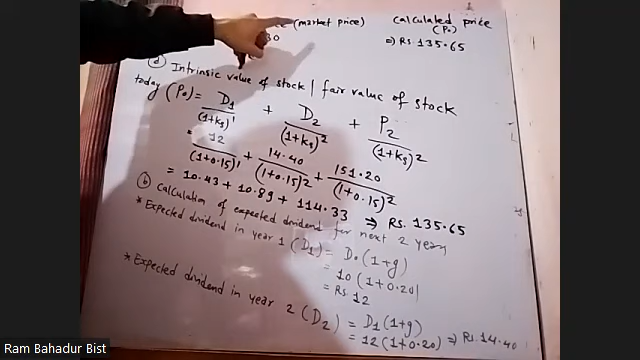 (market price) calculated price
(P₀)
30 => Rs. 135.65
(d) Intrinsic value of stock | fair value of stock
today (P₀) = D₁/(1+ks)¹ + D₂/(1+ks)² + P₂/(1+ks)²
= 12/(1+0.15)¹ + 14.40/(1+0.15)² + 151.20/(1+0.15)²
= 10.43 + 10.89 + 114.33 => Rs. 135.65
(b) Calculation of expected dividend for next 2 years
* Expected dividend in year 1 (D₁) = D₀(1+g)
= 10(1+0.20)
= Rs. 12
* Expected dividend in year 2 (D₂) = D₁(1+g)
= 12(1+0.20) => Rs. 14.40
Ram Bahadur Bist